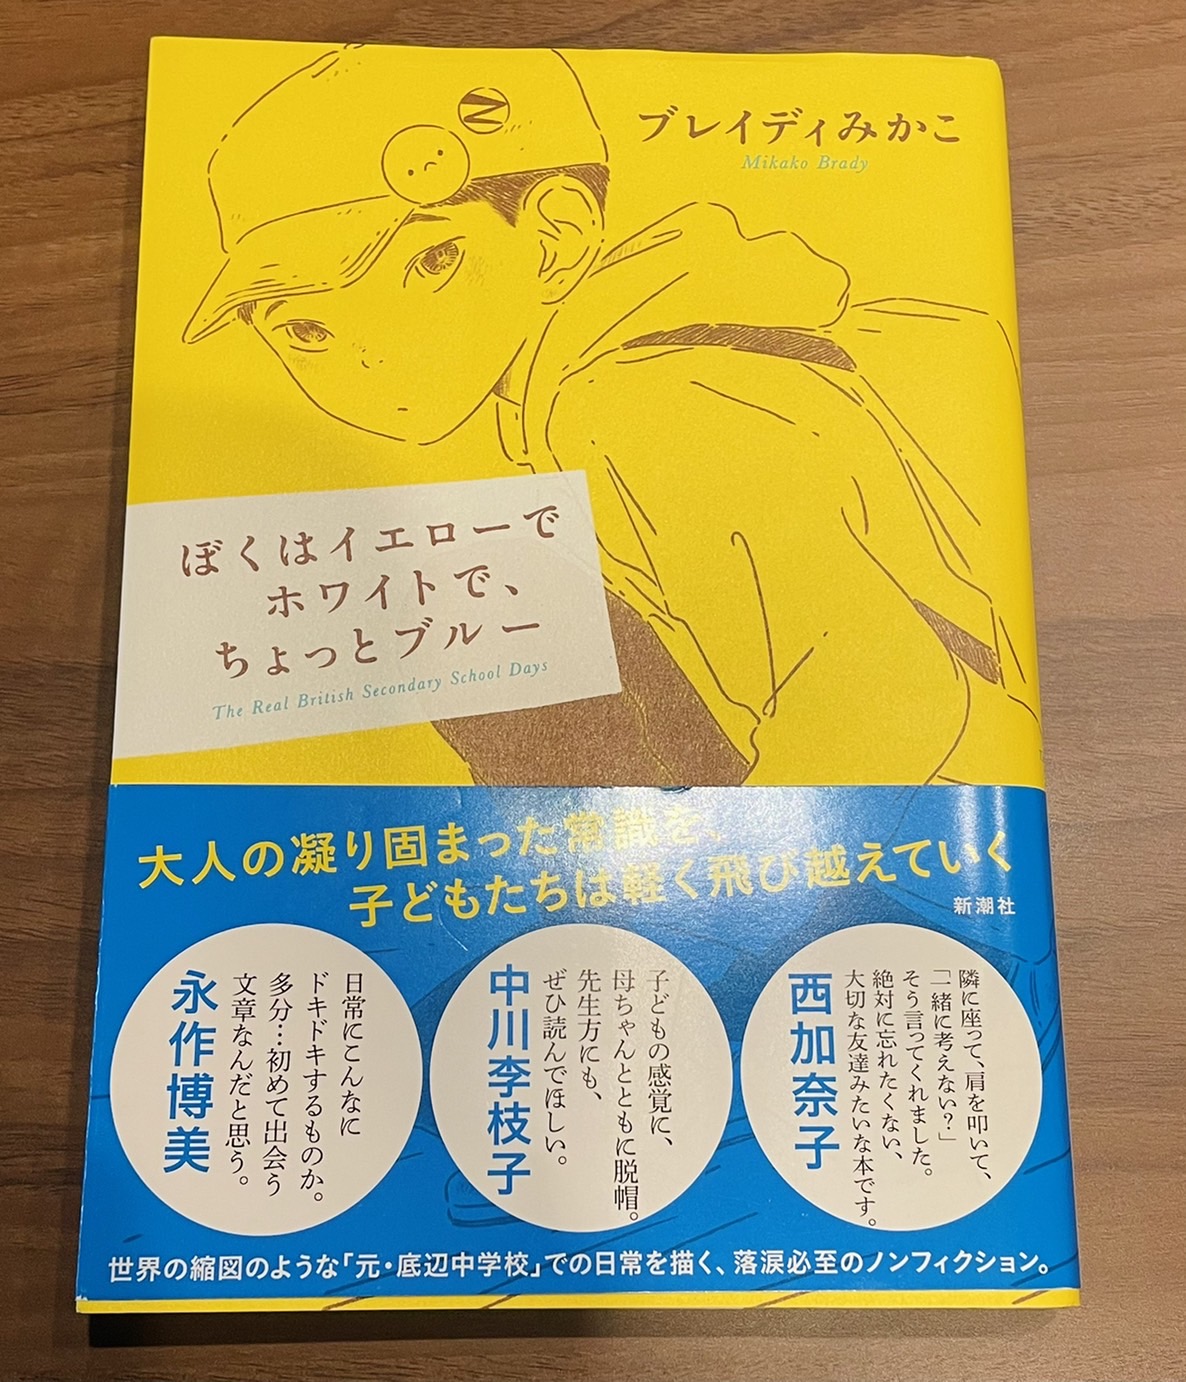 ブレイディみかこ
Mikako Brady
ぼくはイエローで
ホワイトで、
ちょっとブルー
The Real British Secondary School Days
大人の凝り固まった常識を、
子どもたちは軽く飛び越えていく
新潮社
隣に座って、肩を叩いて、
「一緒に考えない?」
そう言ってくれました。
絶対に忘れたくない、
大切な友達みたいな本です。
西加奈子
子どもの感覚に、
母ちゃんとともに脱帽。
先生方にも、
ぜひ読んでほしい。
中川李枝子
日常にこんなに
ドキドキするものか。
多分…初めて出会う
文章なんだと思う。
永作博美
世界の縮図のような「元・底辺中学校」での日常を描く、落涙必至のノンフィクション。